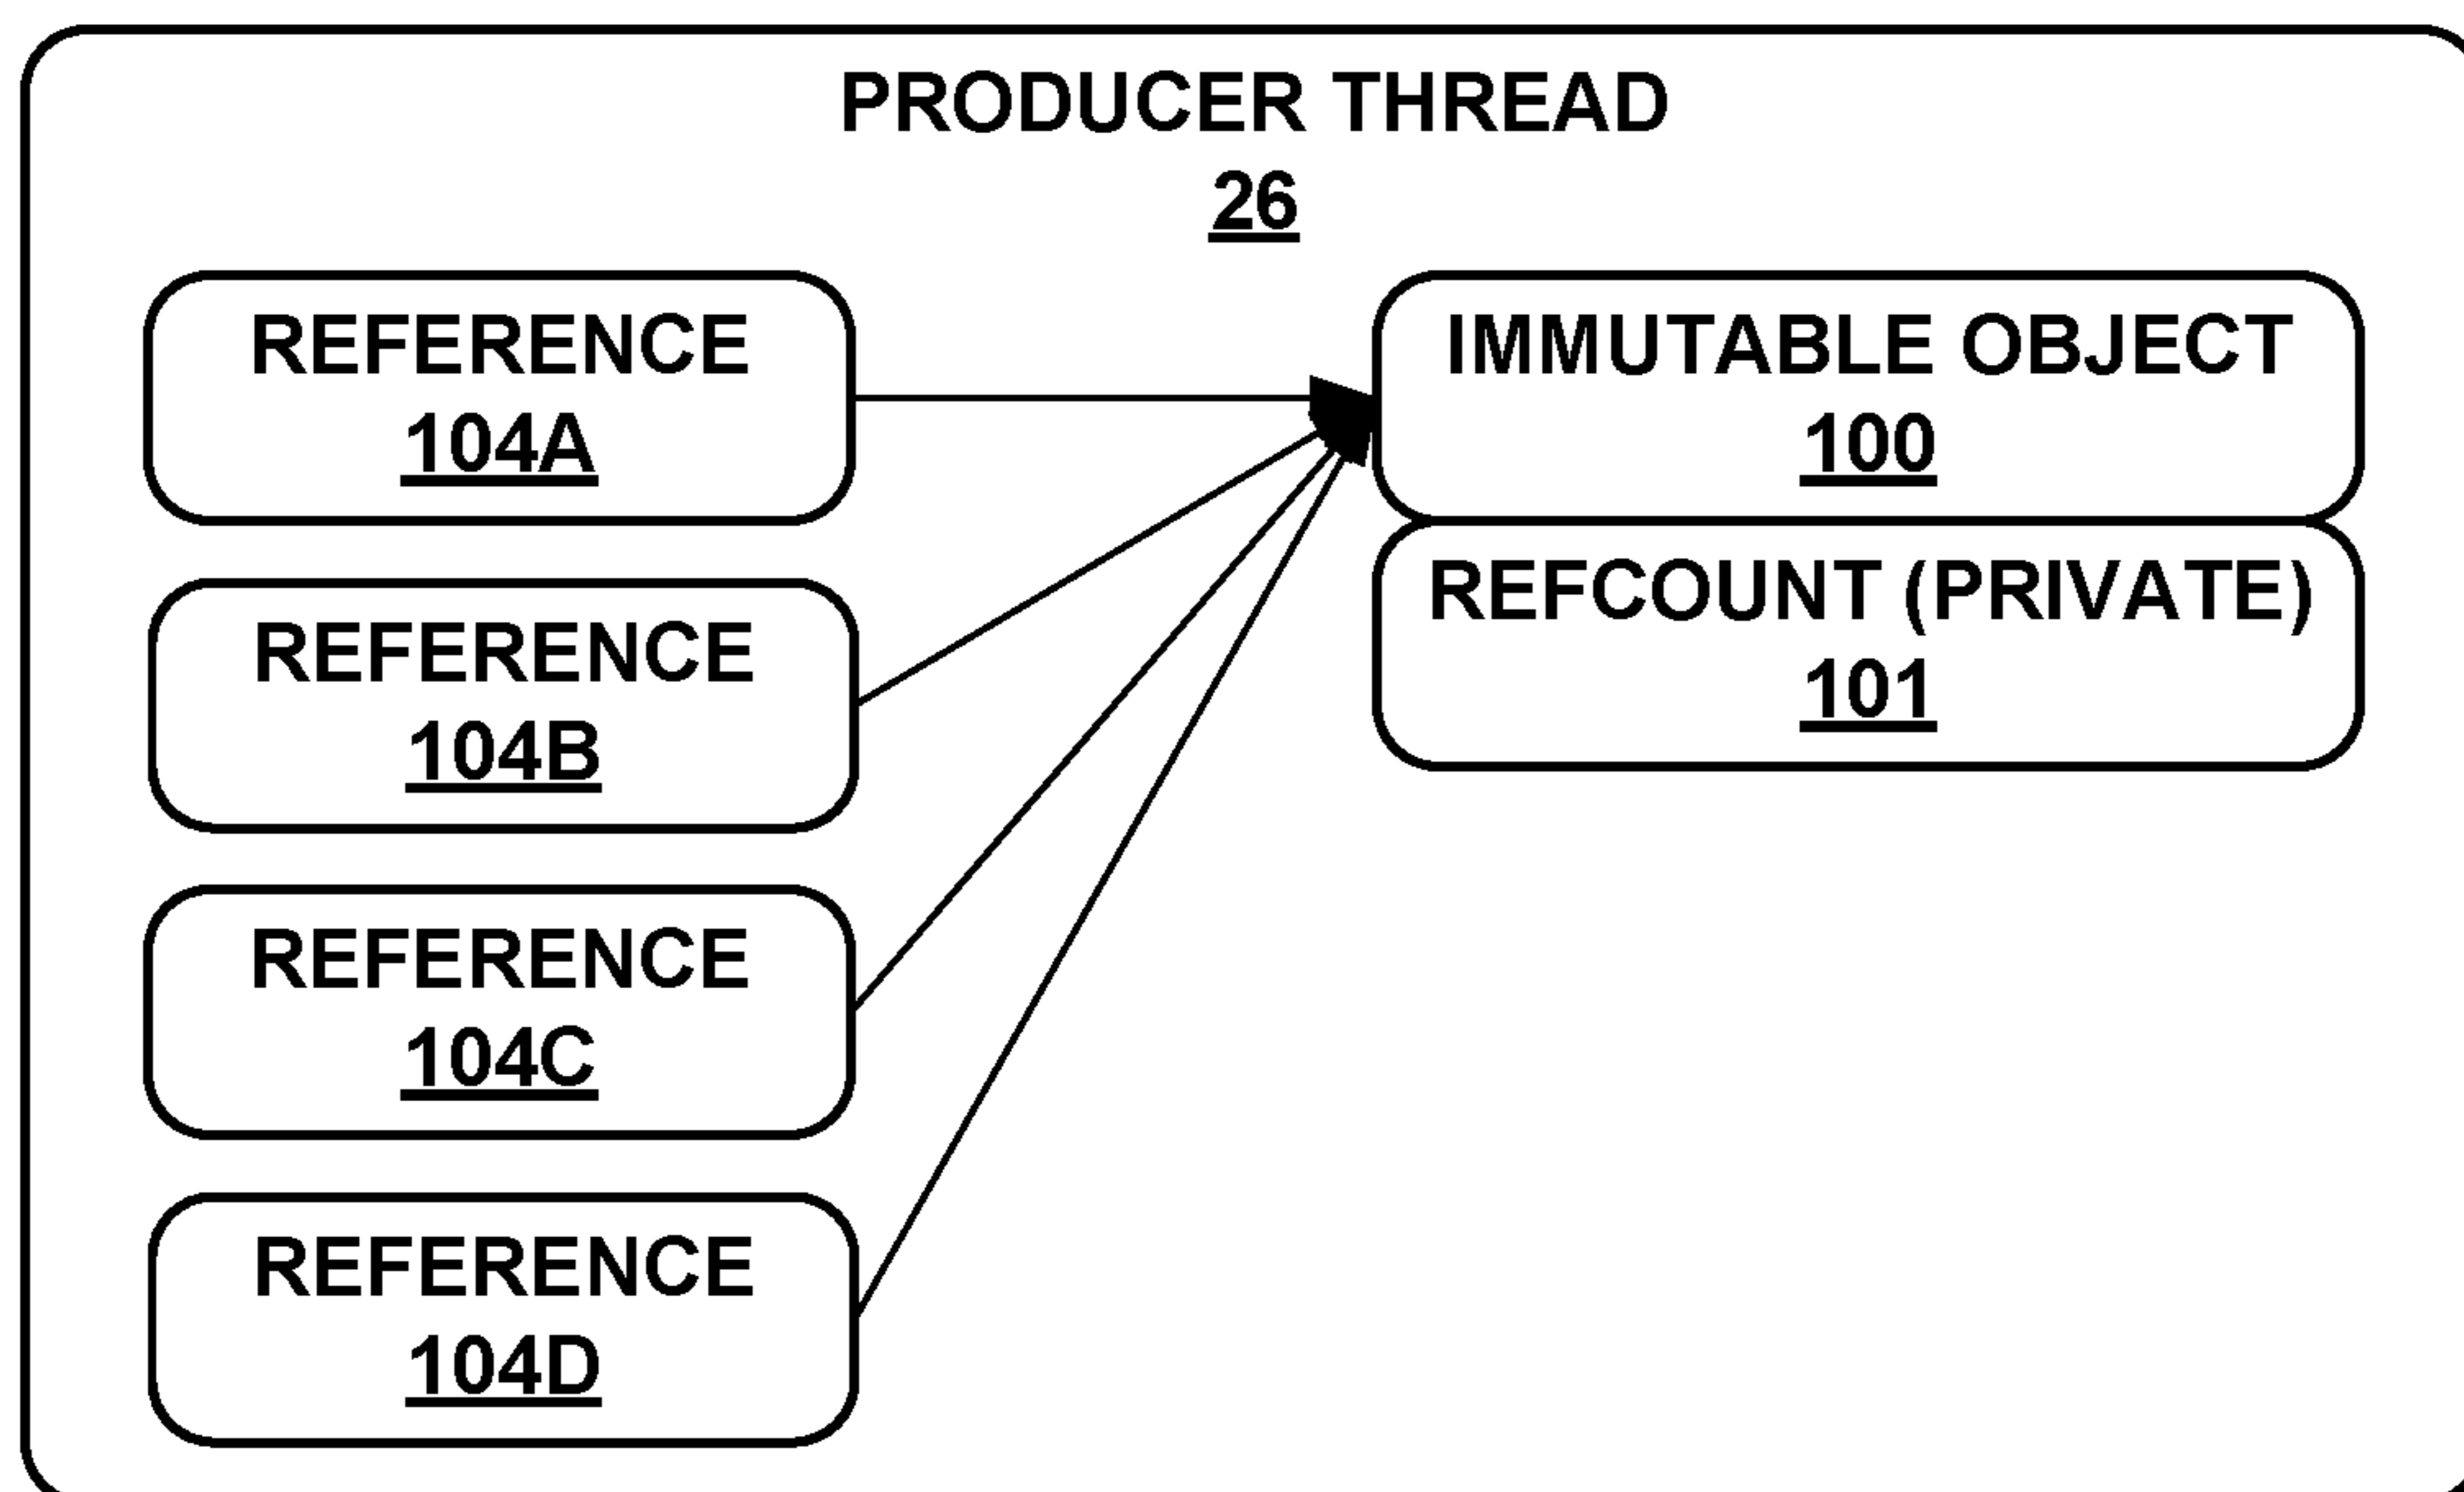 PRODUCER THREAD
26
REFERENCE
104A
IMMUTABLE OBJECT
100
REFCOUNT (PRIVATE)
101
REFERENCE
104B
REFERENCE
104C
REFERENCE
104D